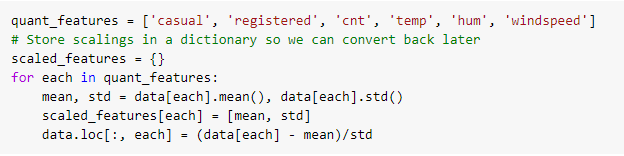 quant_features = ['casual', 'registered', 'cnt', 'temp', 'hum', 'windspeed']
# Store scalings in a dictionary so we can convert back later
scaled_features = {}
for each in quant_features:
    mean, std = data[each].mean(), data[each].std()
    scaled_features[each] = [mean, std]
    data.loc[:, each] = (data[each] - mean)/std